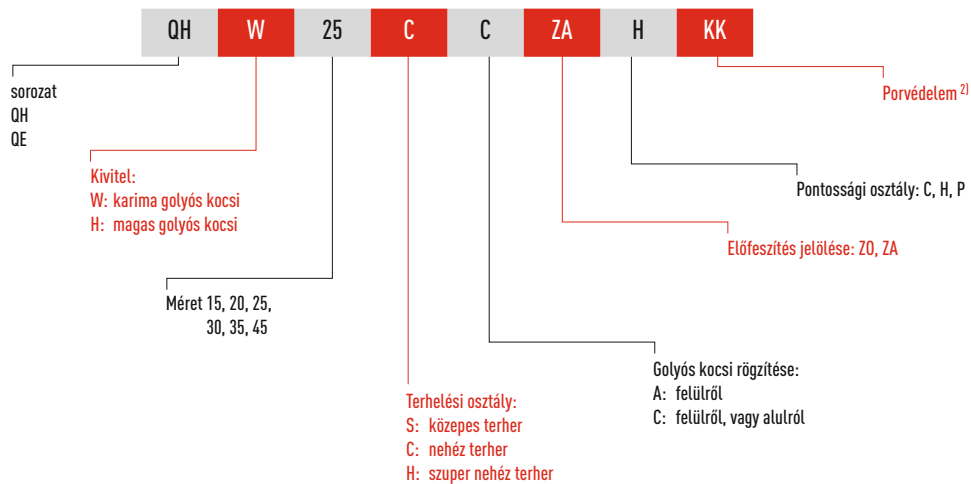 QH W 25 C C ZA H KK
sorozat
QH
QE
Porvédelem 2)
Kivitel:
W: karima golyós kocsi
H: magas golyós kocsi
Pontossági osztály: C, H, P
Előfeszítés jelölése: ZO, ZA
Méret 15, 20, 25,
30, 35, 45
Golyós kocsi rögzítése:
A: felülről
C: felülről, vagy alulról
Terhelési osztály:
S: közepes terher
C: nehéz terher
H: szuper nehéz terher